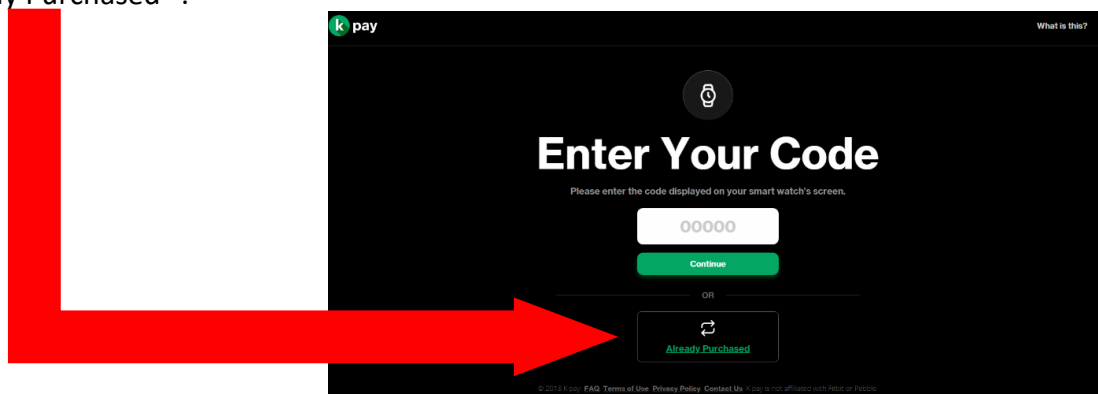 y Purchased" .
k pay
What is this?
Enter Your Code
Please enter the code displayed on your smart watch's screen.
00000
Continue
OR
Already Purchased
© 2018 K pay FAQ Terms of Use Privacy Policy Contact Us K pay is not affiliated with Fitbit or Pebble.